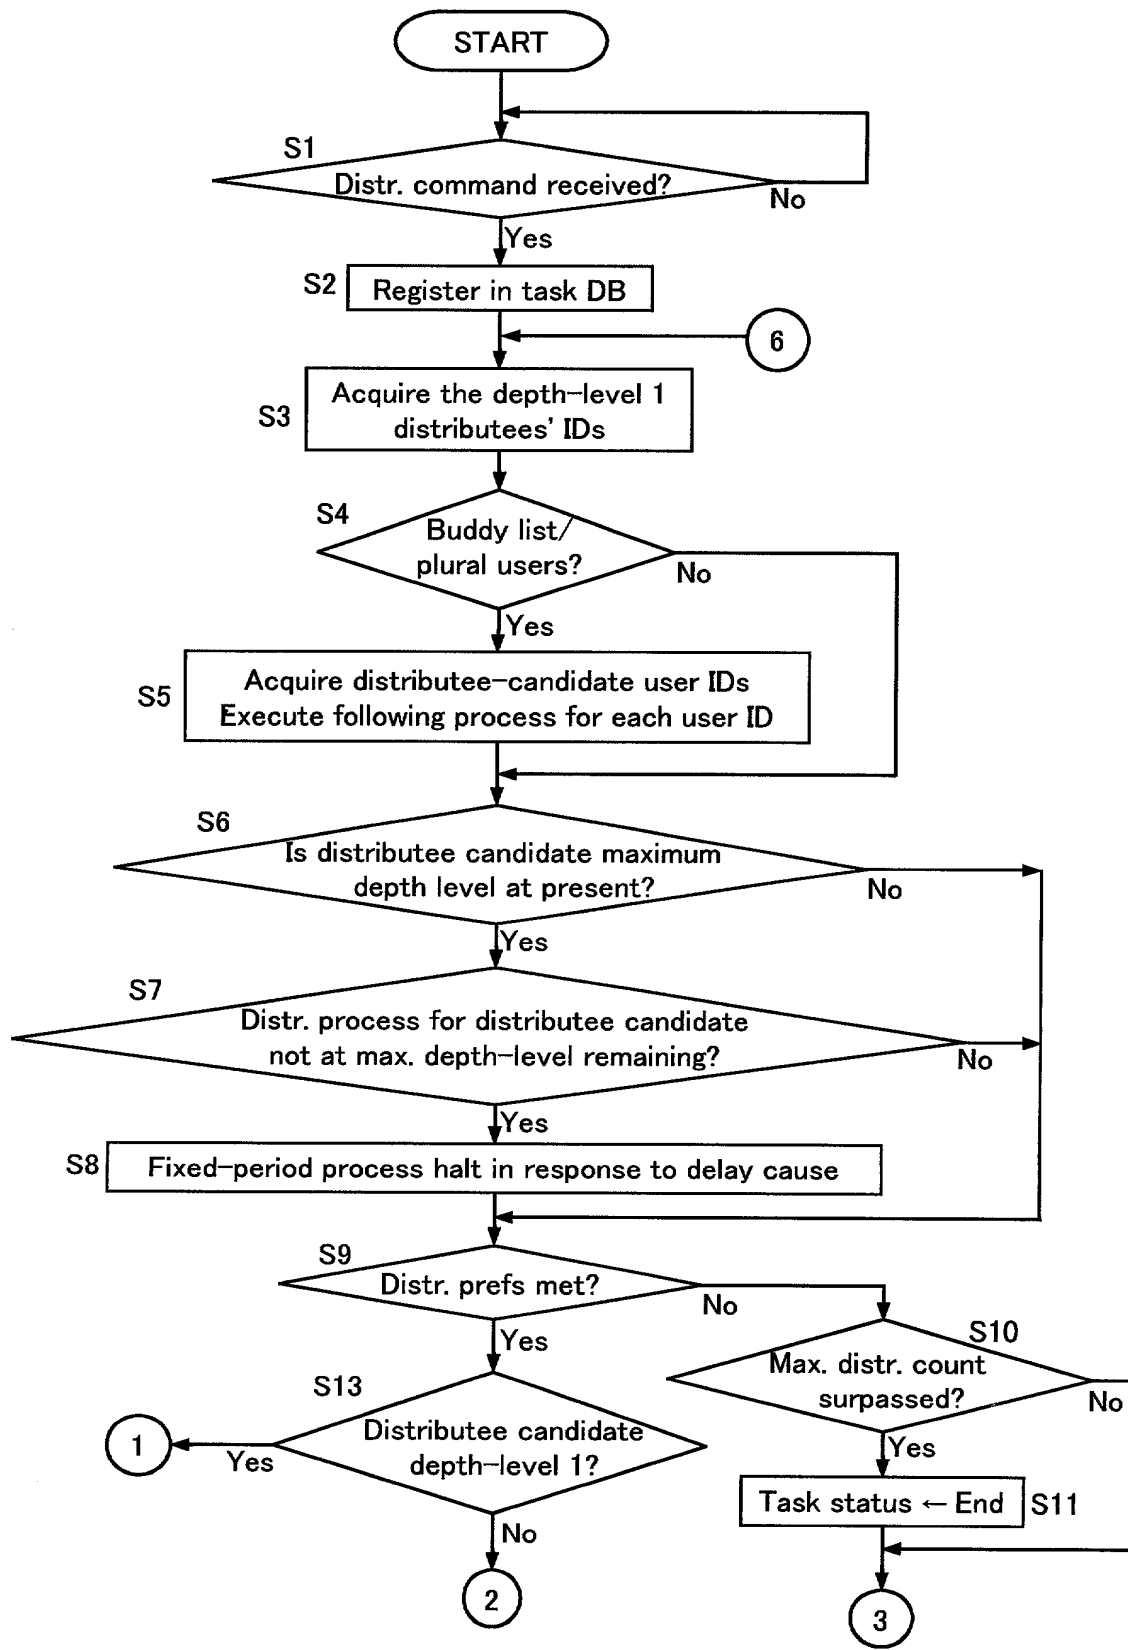 START
S1
Distr. command received?
No
Yes
S2
Register in task DB
6
S3
Acquire the depth-level 1
distributees' IDs
S4
Buddy list/
plural users?
No
Yes
S5
Acquire distributee-candidate user IDs
Execute following process for each user ID
S6
Is distributee candidate maximum
depth level at present?
No
Yes
S7
Distr. process for distributee candidate
not at max. depth-level remaining?
No
Yes
S8
Fixed-period process halt in response to delay cause
S9
Distr. prefs met?
No
Yes
S10
Max. distr. count
surpassed?
No
Yes
S13
Distributee candidate
depth-level 1?
1
Yes
No
Task status ← End
S11
2
3